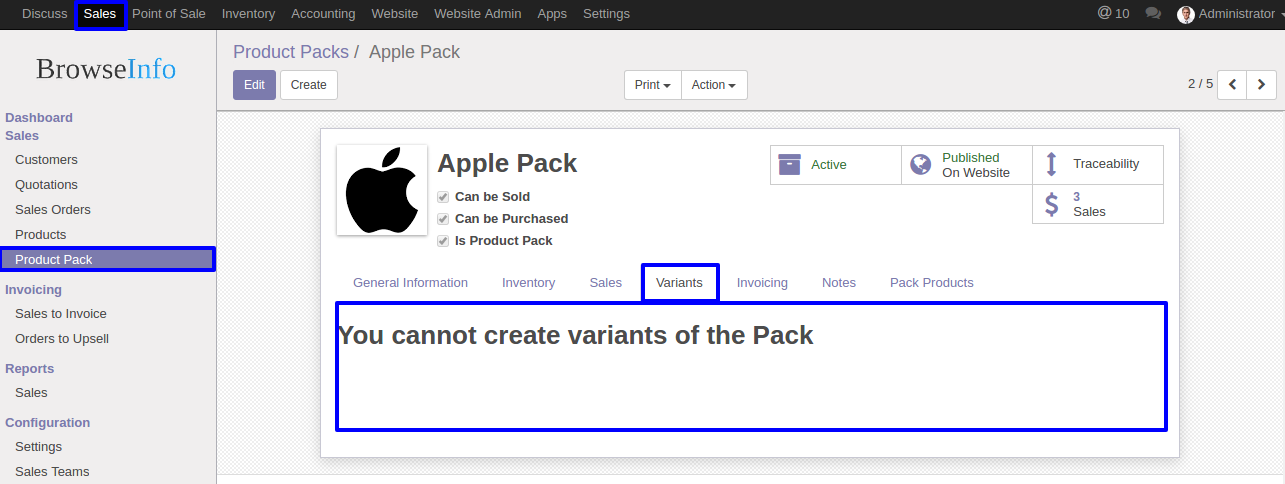 Discuss Sales Point of Sale Inventory Accounting Website Website Admin Apps Settings @ 10 Administrator
BrowseInfo
Dashboard
Sales
Customers
Quotations
Sales Orders
Products
Product Pack
Invoicing
Sales to Invoice
Orders to Upsell
Reports
Sales
Configuration
Settings
Sales Teams
Product Packs / Apple Pack
Edit Create Print Action 2 / 5
Apple Pack
Can be Sold
Can be Purchased
Is Product Pack
Active
Published
On Website
Traceability
3
Sales
General Information Inventory Sales Variants Invoicing Notes Pack Products
You cannot create variants of the Pack